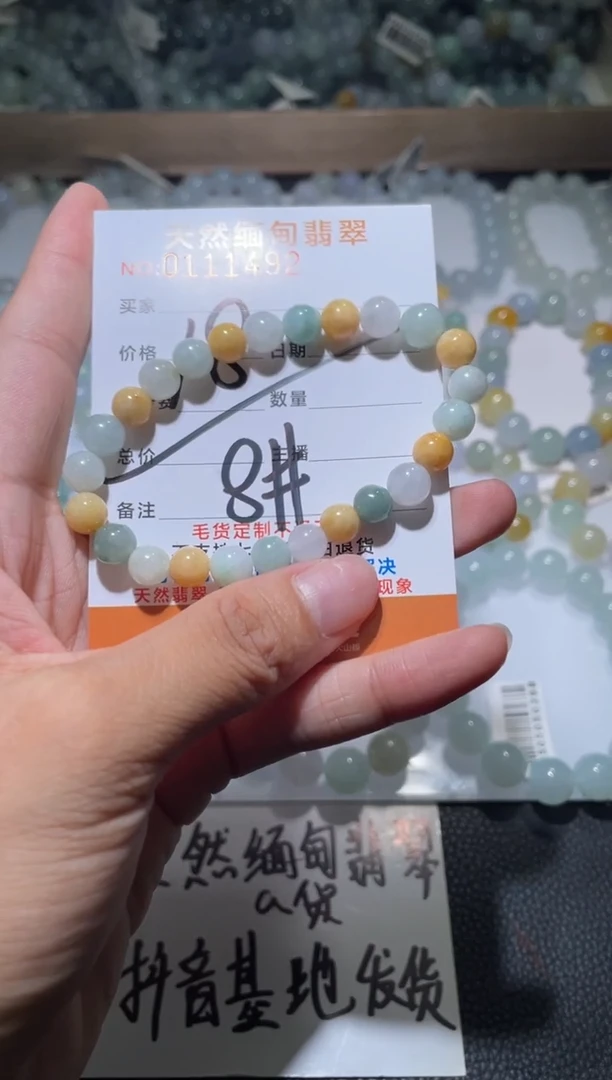 天然缅甸翡翠
NO:0111492
买家
价格 18 日期
数量
总价 主播
备注 8#
毛货定制不
日退货
决
天然翡翠 现象
然缅甸翡翠
a货
抖音基地发货